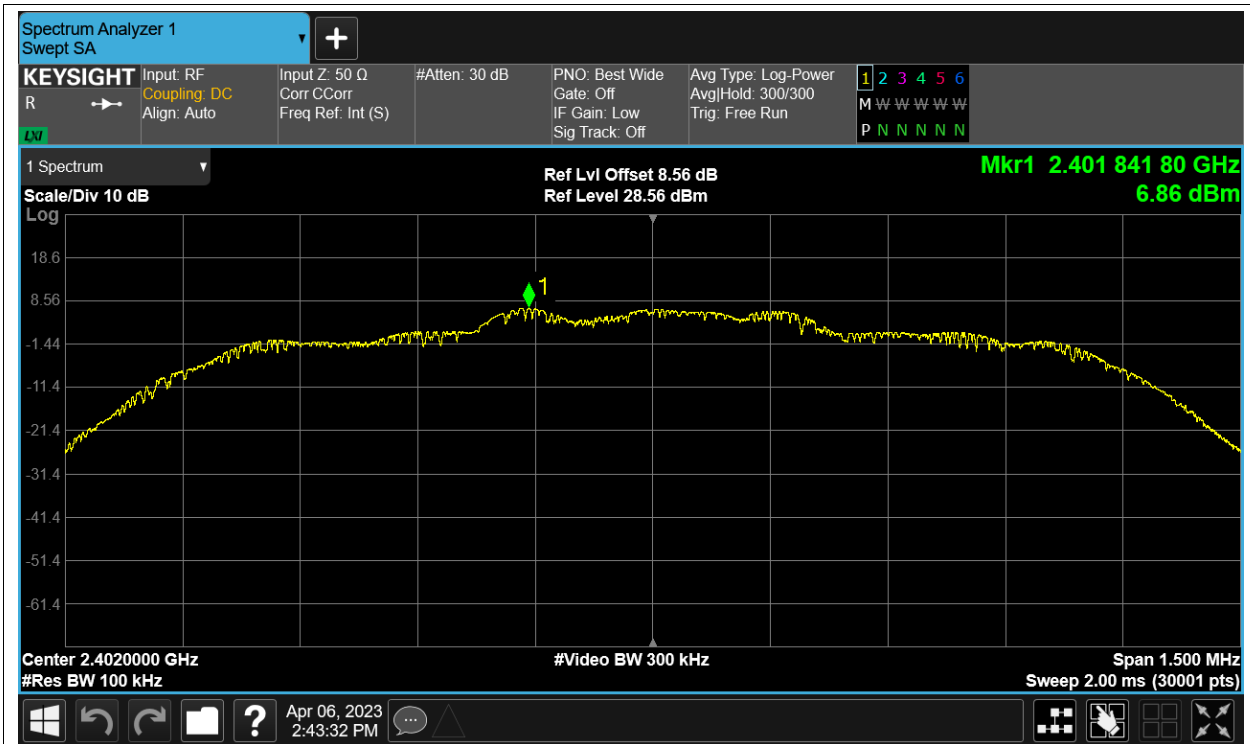 Spectrum Analyzer 1
Swept SA
+
KEYSIGHT
R
LXI
Input: RF
Coupling: DC
Align: Auto
Input Z: 50 Ω
Corr CCorr
Freq Ref: Int (S)
#Atten: 30 dB
PNO: Best Wide
Gate: Off
IF Gain: Low
Sig Track: Off
Avg Type: Log-Power
Avg|Hold: 300/300
Trig: Free Run
1 2 3 4 5 6
M W W W W W
P N N N N N
1 Spectrum
Scale/Div 10 dB
Ref Lvl Offset 8.56 dB
Ref Level 28.56 dBm
Mkr1 2.401 841 80 GHz
6.86 dBm
Log
18.6
8.56
-1.44
-11.4
-21.4
-31.4
-41.4
-51.4
-61.4
1
Center 2.4020000 GHz
#Res BW 100 kHz
#Video BW 300 kHz
Span 1.500 MHz
Sweep 2.00 ms (30001 pts)
?
Apr 06, 2023
2:43:32 PM